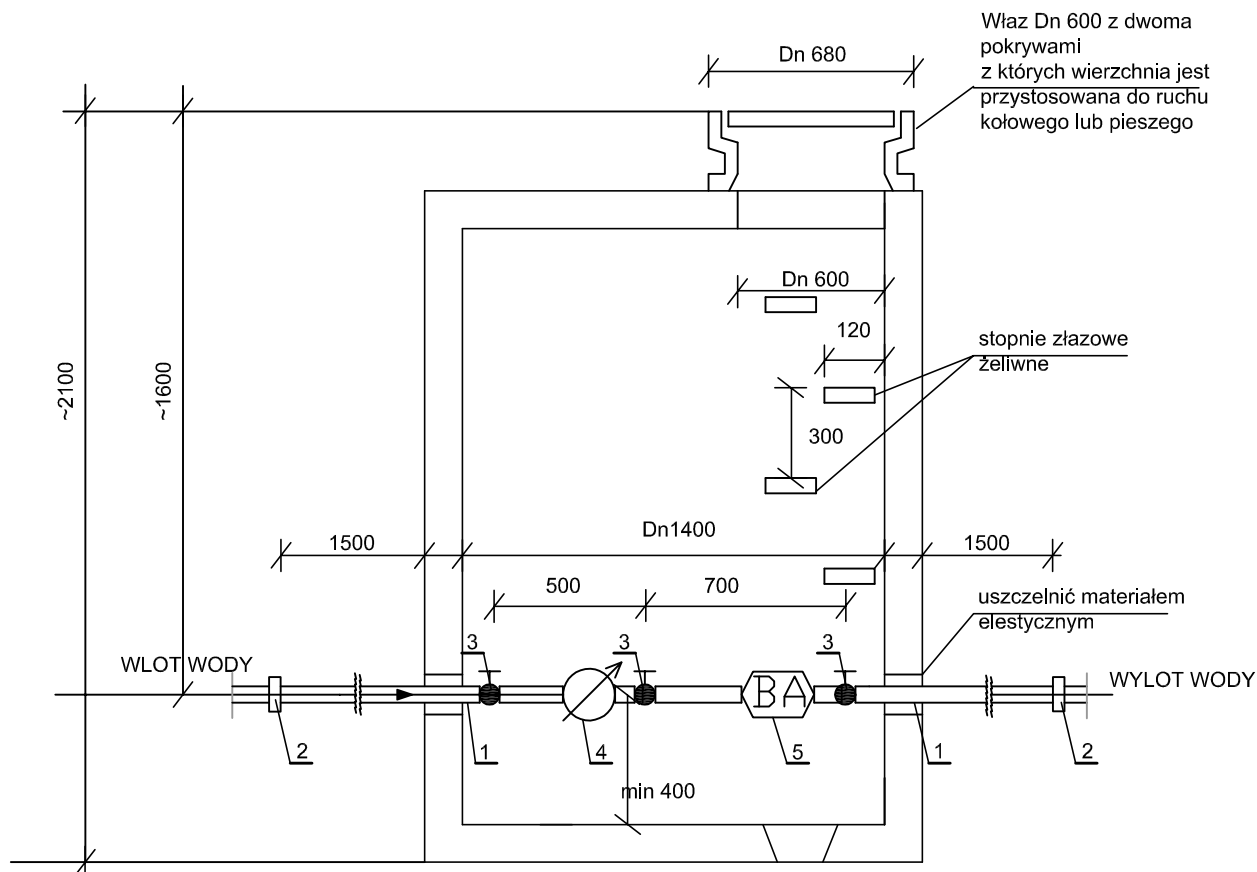 Właz Dn 600 z dwoma
pokrywami
z których wierzchnia jest
przystosowana do ruchu
kołowego lub pieszego
Dn 680
~2100
~1600
Dn 600
120
stopnie złazowe
żeliwne
300
Dn1400
1500
1500
500
700
uszczelnić materiałem
elestycznym
3
3
3
WLOT WODY
BA
WYLOT WODY
2
1
4
5
1
2
min 400